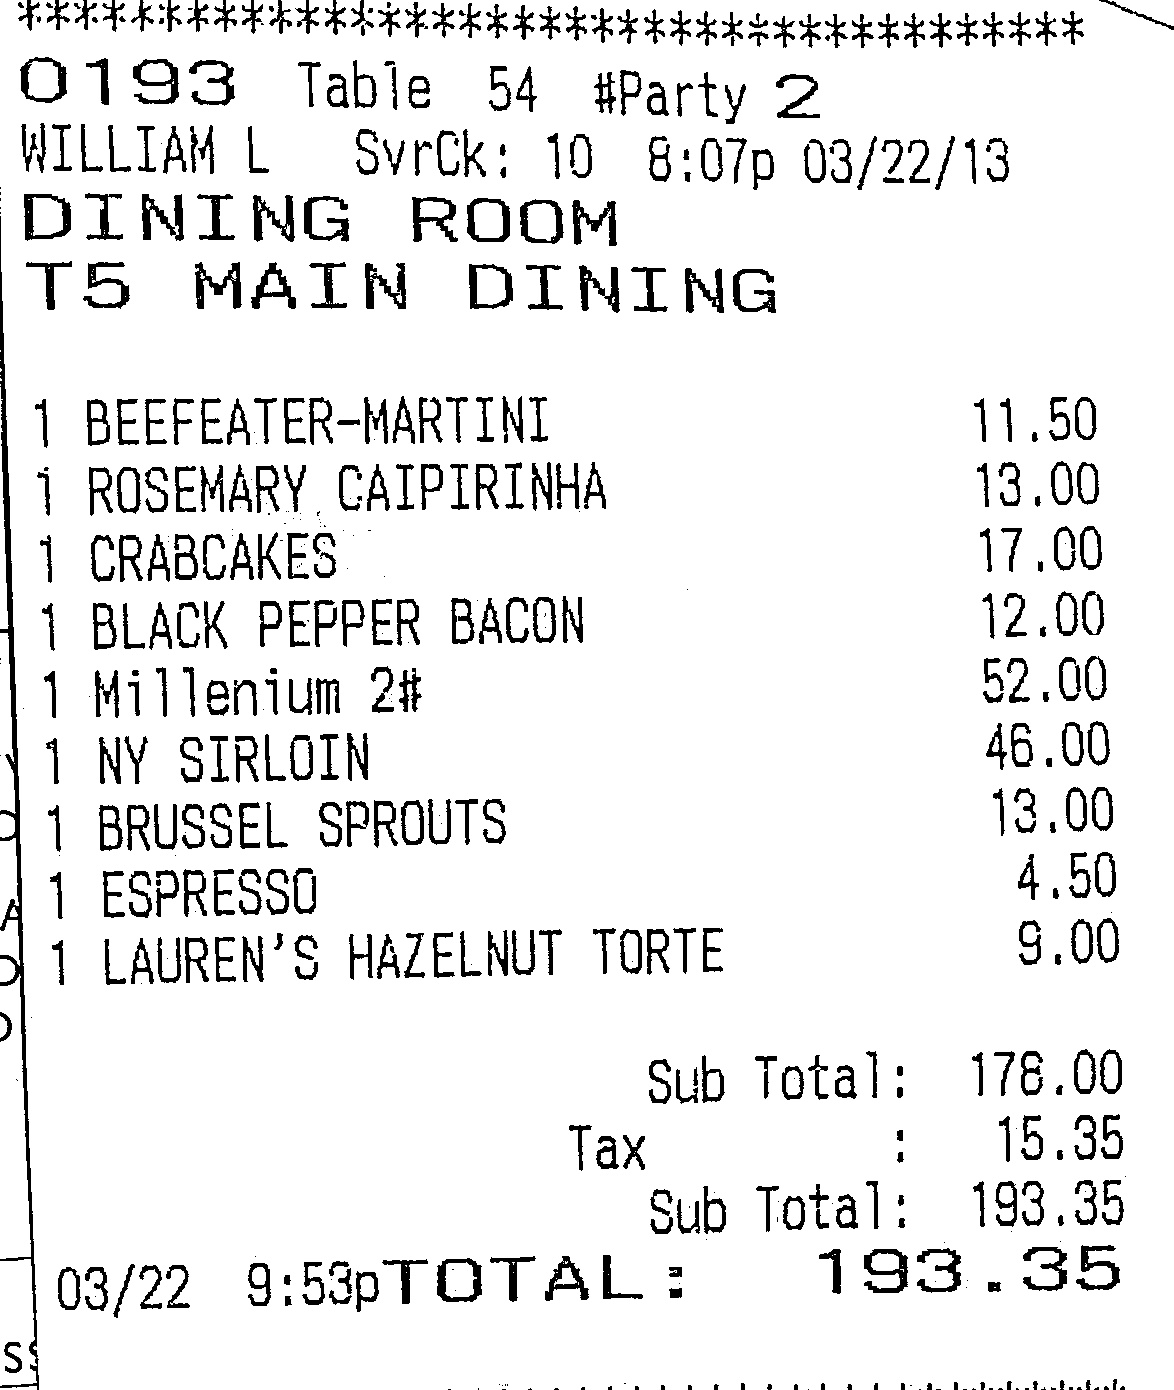 ****************************************
0193 Table 54 #Party 2
WILLIAM L SvrCk: 10 8:07p 03/22/13
DINING ROOM
T5 MAIN DINING
1 BEEFEATER-MARTINI 11.50
1 ROSEMARY CAIPIRINHA 13.00
1 CRABCAKES 17.00
1 BLACK PEPPER BACON 12.00
1 Millenium 2# 52.00
1 NY SIRLOIN 46.00
1 BRUSSEL SPROUTS 13.00
1 ESPRESSO 4.50
1 LAUREN'S HAZELNUT TORTE 9.00
Sub Total: 178.00
Tax : 15.35
Sub Total: 193.35
03/22 9:53pTOTAL: 193.35